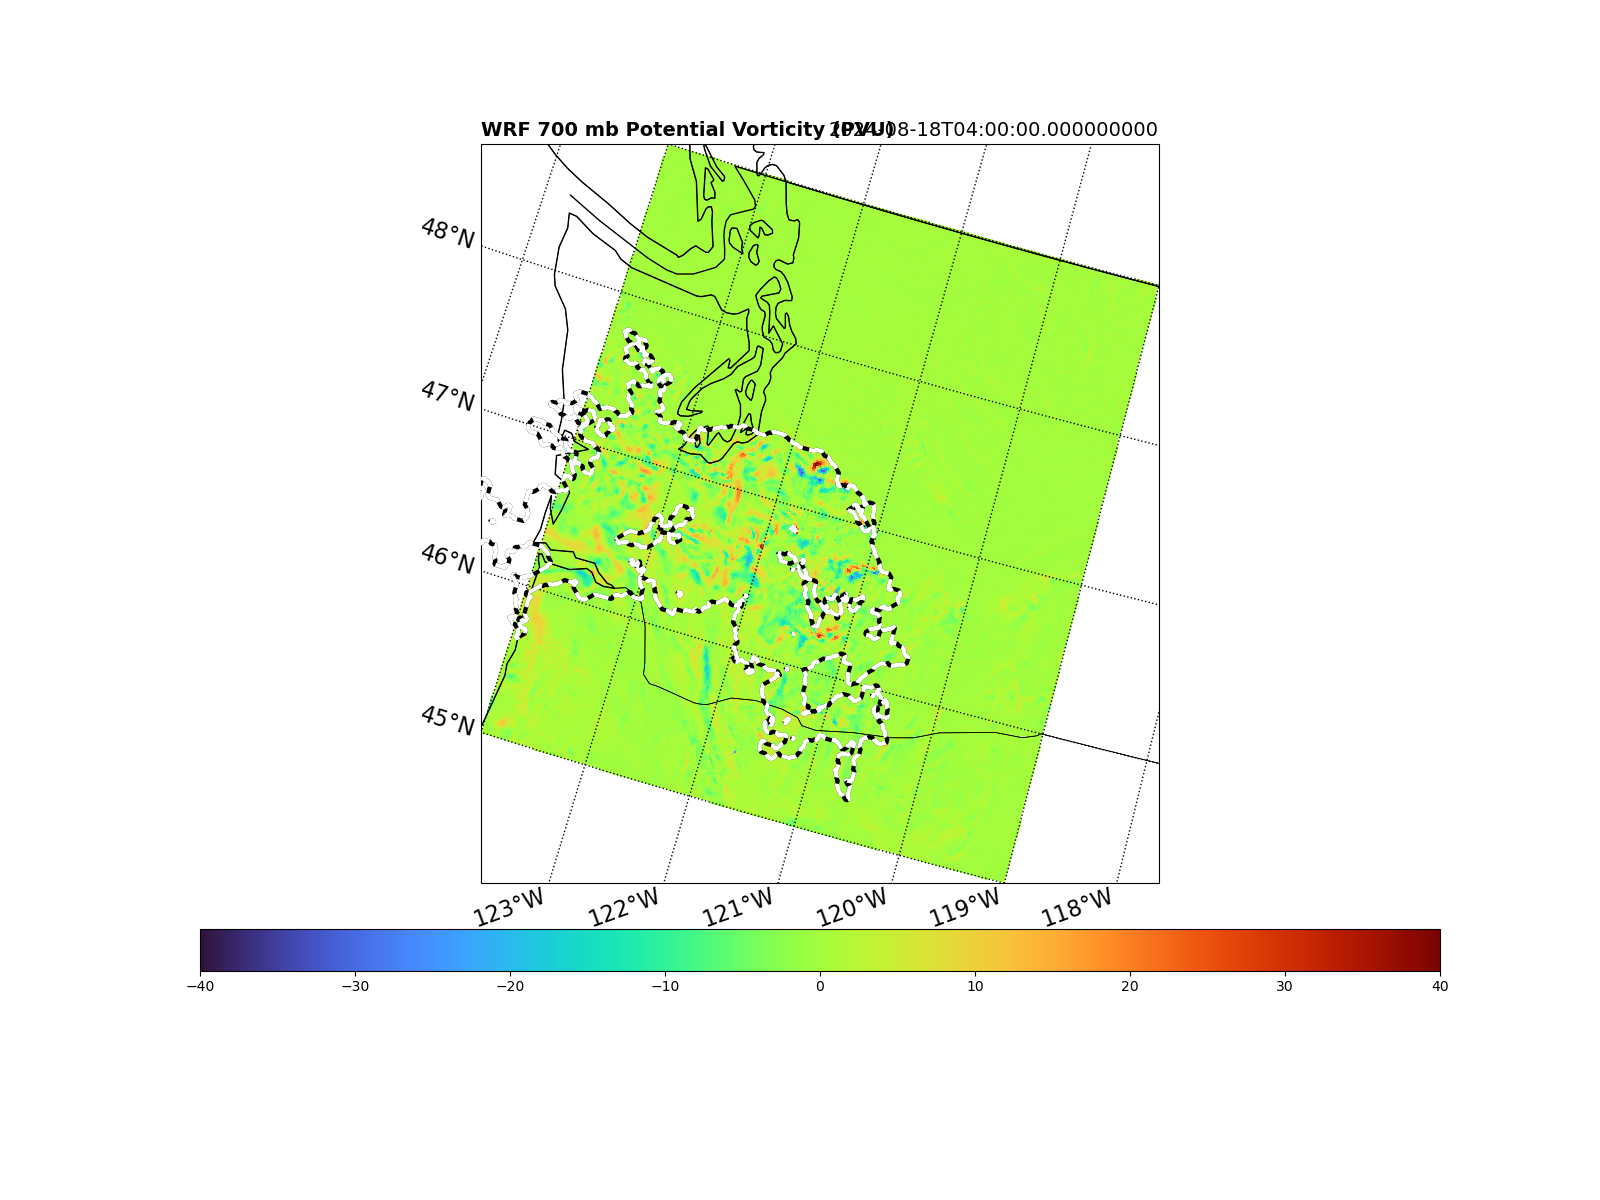 WRF 700 mb Potential Vorticity (PVU) 2024-08-18T04:00:00.000000000
48°N
47°N
46°N
45°N
123°W 122°W 121°W 120°W 119°W 118°W
−40 −30 −20 −10 0 10 20 30 40